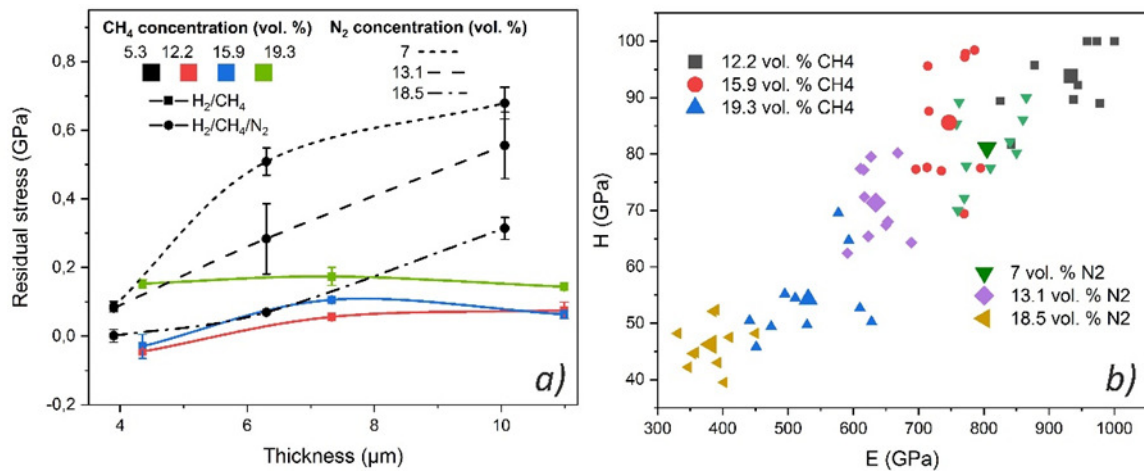 CH₄ concentration (vol. %)
5.3 12.2 15.9 19.3
N₂ concentration (vol. %)
7
13.1
18.5
H₂/CH₄
H₂/CH₄/N₂
0,8
0,6
0,4
0,2
0,0
-0,2
Residual stress (GPa)
4 6 8 10
Thickness (μm)
a)
100
90
80
70
60
50
40
H (GPa)
12.2 vol. % CH4
15.9 vol. % CH4
19.3 vol. % CH4
7 vol. % N2
13.1 vol. % N2
18.5 vol. % N2
300 400 500 600 700 800 900 1000
E (GPa)
b)